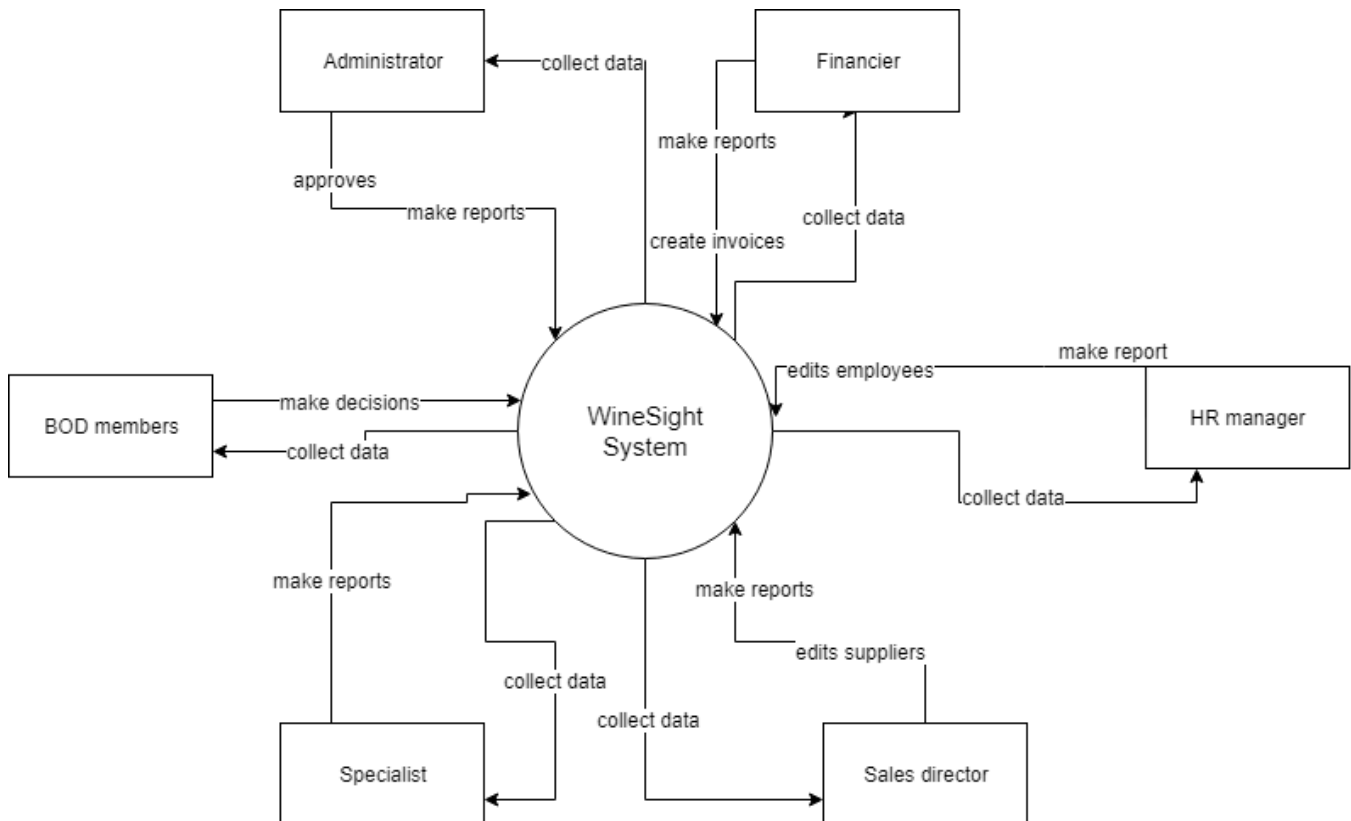 Administrator
collect data
Financier
make reports
approves
make reports
collect data
create invoices
make report
edits employees
BOD members
make decisions
WineSight
System
HR manager
collect data
collect data
make reports
make reports
edits suppliers
collect data
collect data
Specialist
Sales director